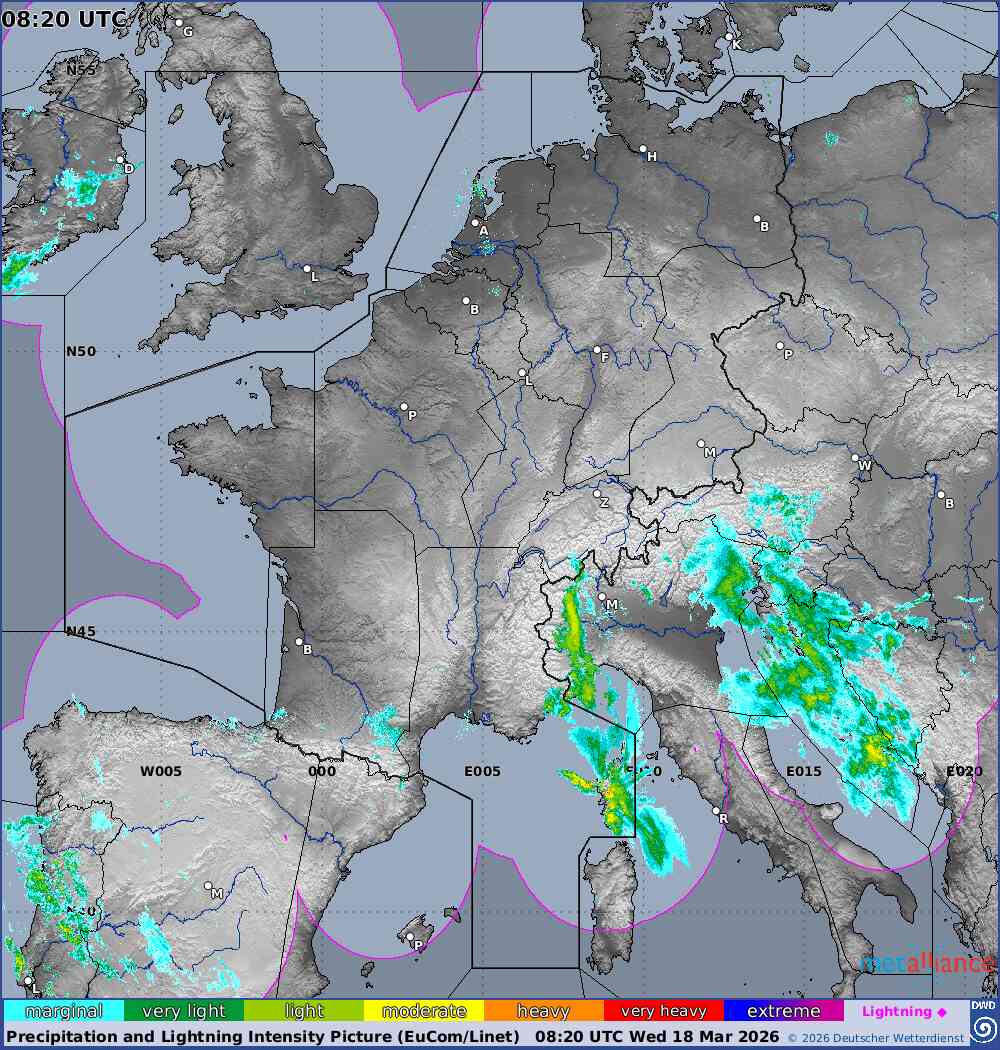 08:20 UTC
G
K
N55
D
H
A
B
L
B
N50
F
P
L
P
M
W
Z
B
M
N45
B
W005
000
E005
E010
E015
E020
R
M
N40
P
L
metalliance
marginal
very light
light
moderate
heavy
very heavy
extreme
Lightning ◆
DWD
Precipitation and Lightning Intensity Picture (EuCom/Linet) 08:20 UTC Wed 18 Mar 2026 © 2026 Deutscher Wetterdienst